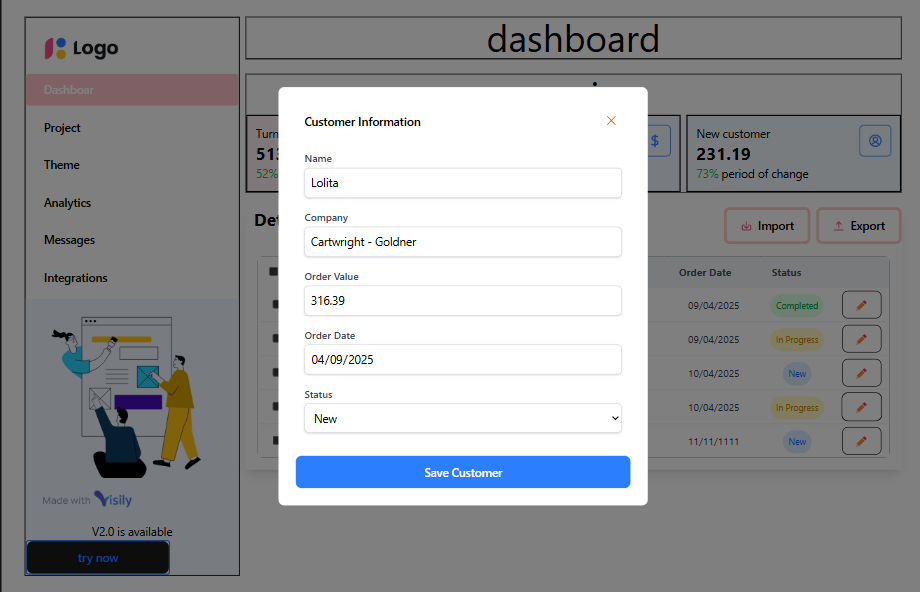 Logo
dashboard
Dashboar
Project
Theme
Analytics
Messages
Integrations
Made with Visily
V2.0 is available
try now
$
New customer
231.19
73% period of change
52%
Import
Export
Order Date Status
09/04/2025 Completed
09/04/2025 In Progress
10/04/2025 New
10/04/2025 In Progress
11/11/1111 New
Customer Information
Name
Lolita
Company
Cartwright - Goldner
Order Value
316.39
Order Date
04/09/2025
Status
New
Save Customer